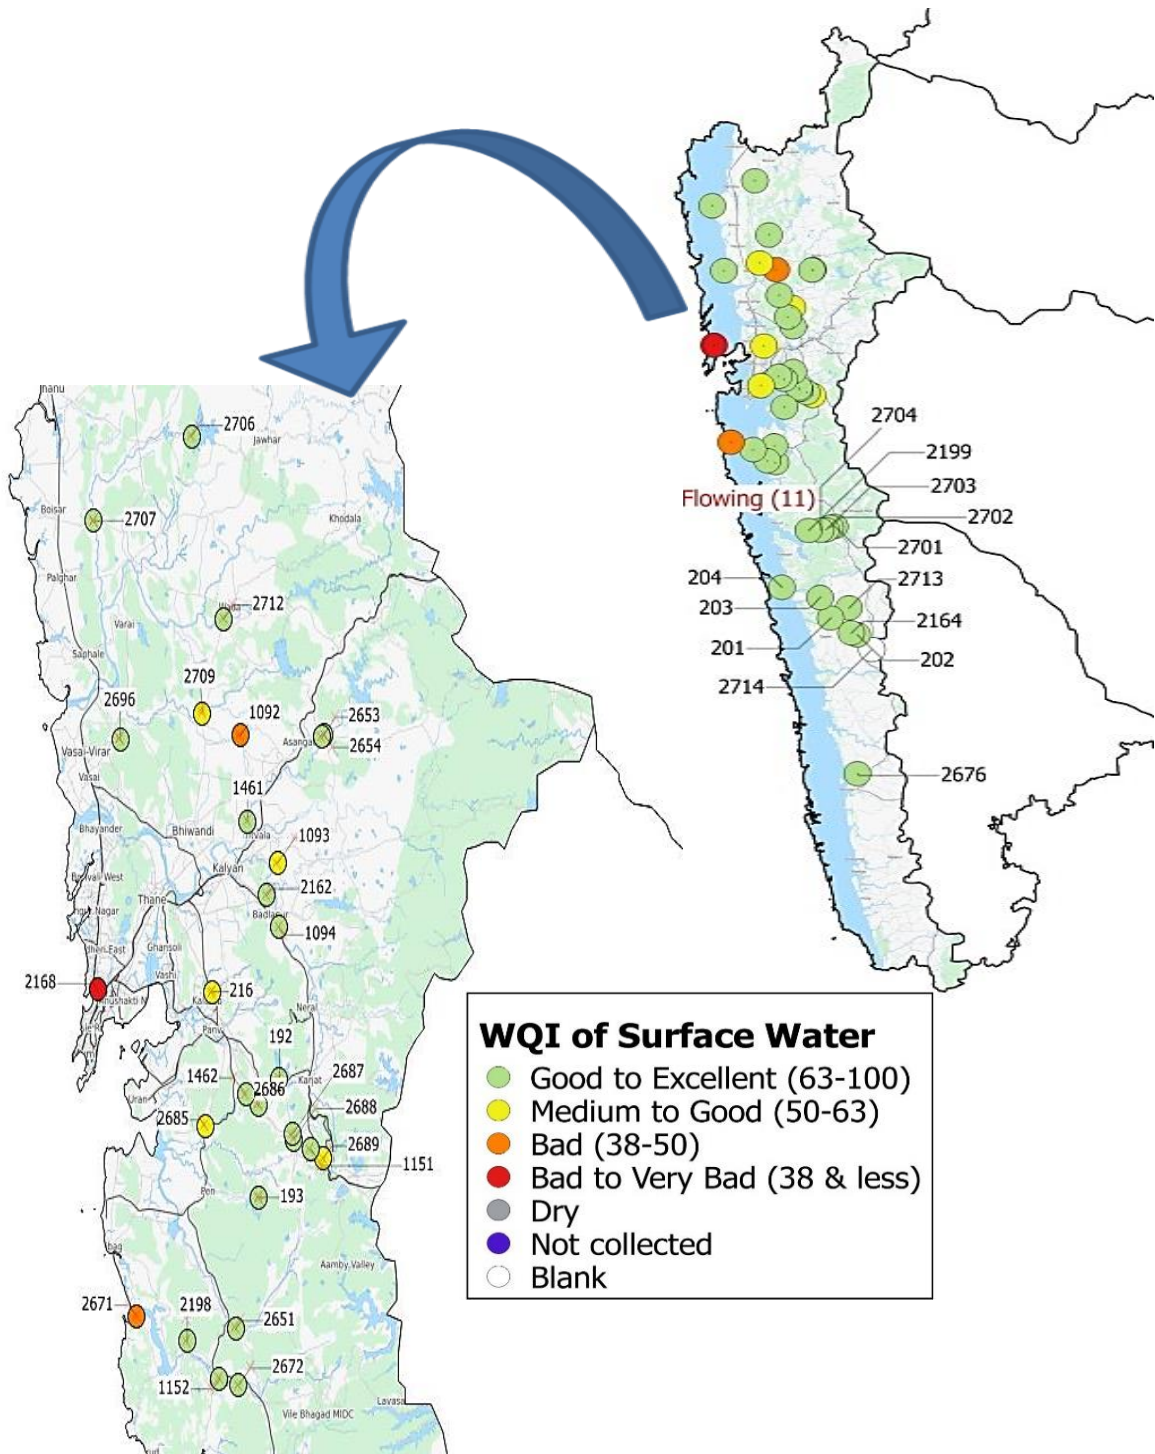 2704
2199
2703
Flowing (11)
2702
2701
204
2713
203
2164
201
202
2714
2676
2706
Jawhar
Boisar
2707
Khodala
Palghar
2712
Varai
Saphale
2709
2696
1092
2653
Vasai-Virar
2654
Vasai
1461
Bhayander
Bhiwandi
1093
Kalyan
2162
Thane
1094
Ghansoli
Vashi
2168
216
Neral
192
1462
2687
Karjat
2686
Uran
2688
2685
2689
1151
Pen
193
Aamby Valley
2671
2198
2651
2672
1152
Lavasa
Vile Bhagad MIDC
WQI of Surface Water
Good to Excellent (63-100)
Medium to Good (50-63)
Bad (38-50)
Bad to Very Bad (38 & less)
Dry
Not collected
Blank